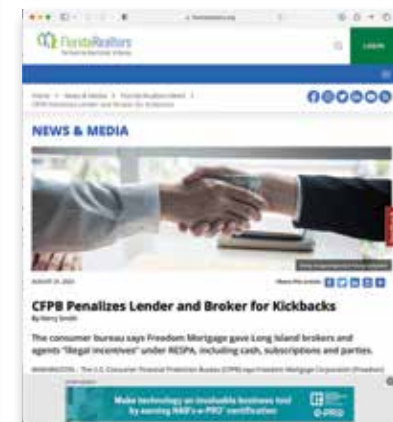 FloridaRealtors
LOGIN
NEWS & MEDIA
CFPB Penalizes Lender and Broker for Kickbacks
By Kerry Smith
The consumer bureau says Freedom Mortgage gave Long Island brokers and
agents "illegal incentives" under RESPA, including cash, subscriptions and parties.
WASHINGTON – The U.S. Consumer Financial Protection Bureau (CFPB) says Freedom Mortgage Corporation (Freedom)
Make technology an invaluable business tool
by earning NAR's e-PRO® certification
e-PRO